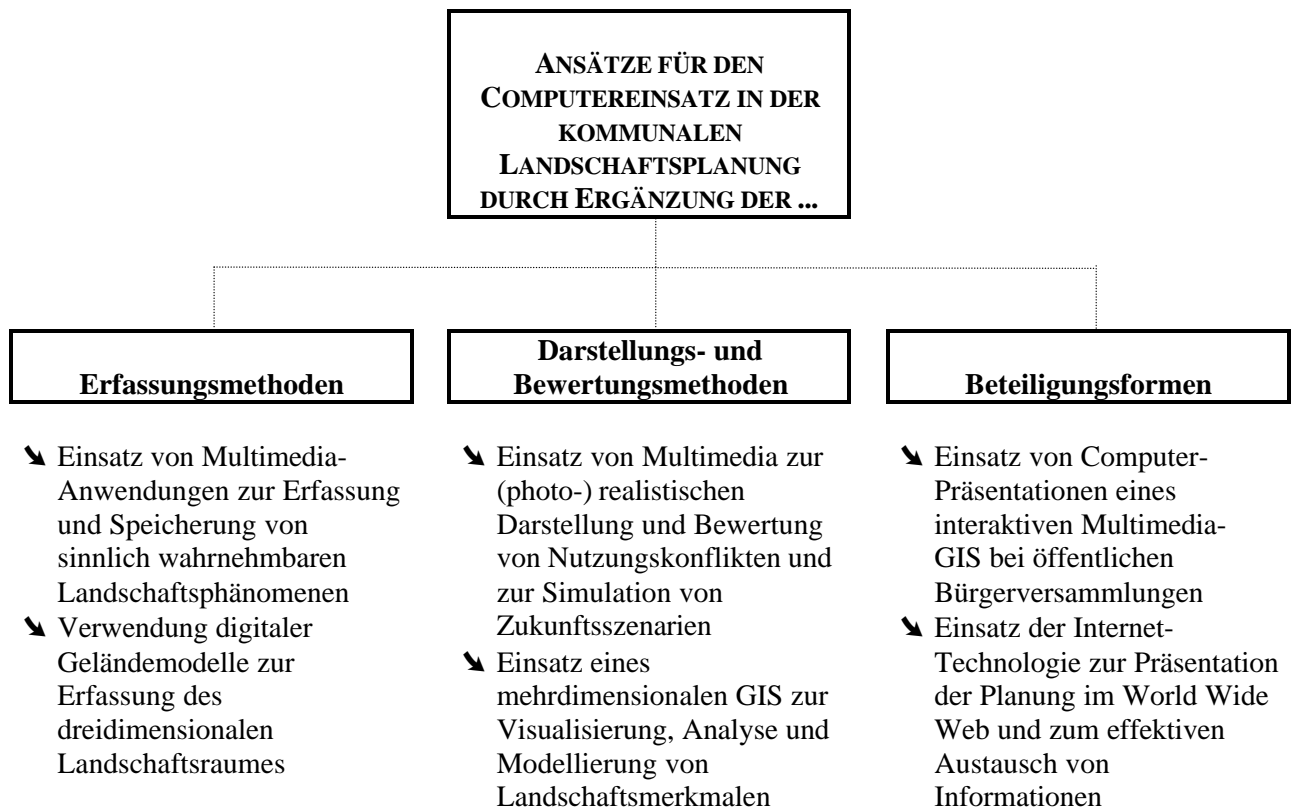 ANSÄTZE FÜR DEN
COMPUTEREINSATZ IN DER
KOMMUNALEN
LANDSCHAFTSPLANUNG
DURCH ERGÄNZUNG DER ...
Erfassungsmethoden
➘ Einsatz von Multimedia-
Anwendungen zur Erfassung
und Speicherung von
sinnlich wahrnehmbaren
Landschaftsphänomenen
➘ Verwendung digitaler
Geländemodelle zur
Erfassung des
dreidimensionalen
Landschaftsraumes
Darstellungs- und
Bewertungsmethoden
➘ Einsatz von Multimedia zur
(photo-) realistischen
Darstellung und Bewertung
von Nutzungskonflikten und
zur Simulation von
Zukunftsszenarien
➘ Einsatz eines
mehrdimensionalen GIS zur
Visualisierung, Analyse und
Modellierung von
Landschaftsmerkmalen
Beteiligungsformen
➘ Einsatz von Computer-
Präsentationen eines
interaktiven Multimedia-
GIS bei öffentlichen
Bürgerversammlungen
➘ Einsatz der Internet-
Technologie zur Präsentation
der Planung im World Wide
Web und zum effektiven
Austausch von
Informationen